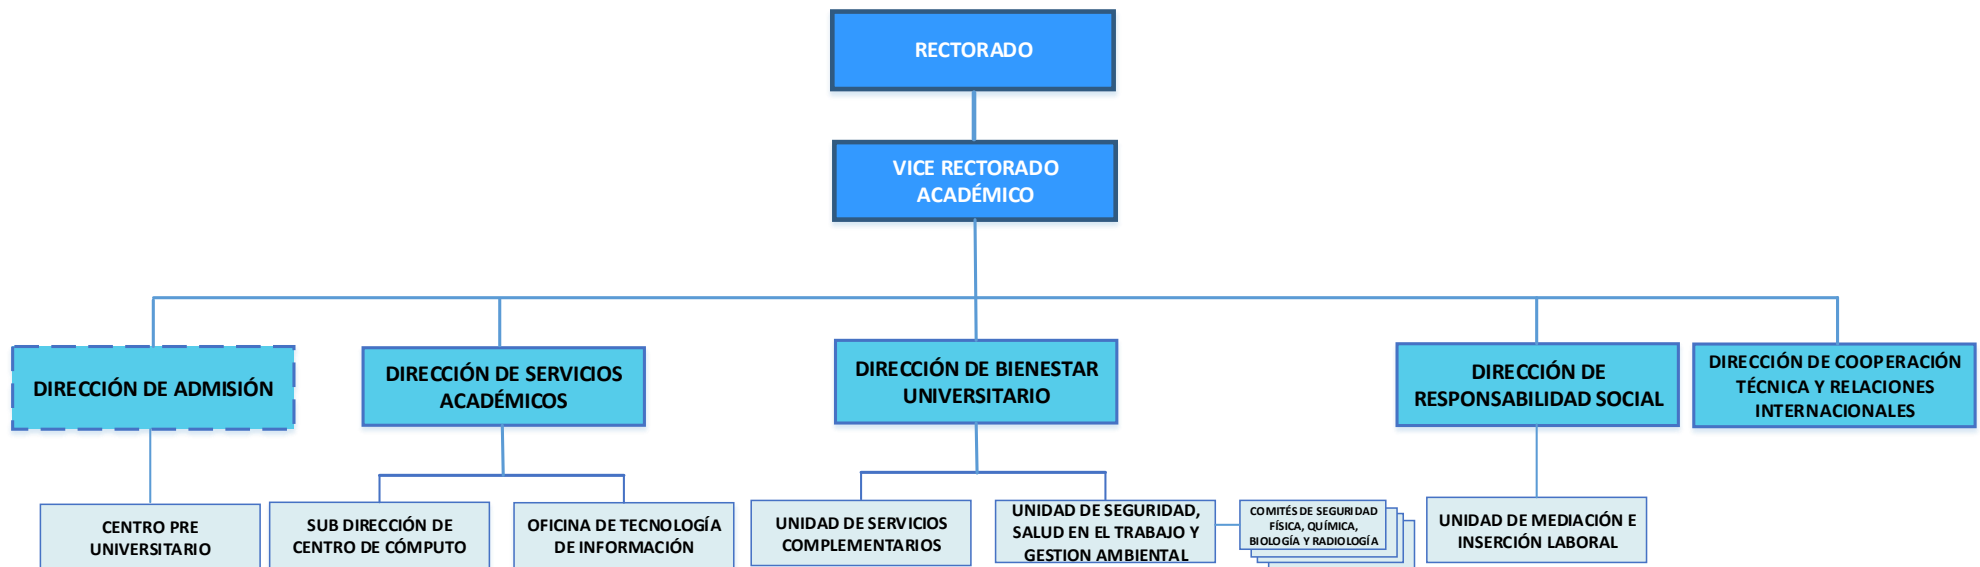 RECTORADO
VICE RECTORADO
ACADÉMICO
DIRECCIÓN DE ADMISIÓN
DIRECCIÓN DE SERVICIOS
ACADÉMICOS
DIRECCIÓN DE BIENESTAR
UNIVERSITARIO
DIRECCIÓN DE
RESPONSABILIDAD SOCIAL
DIRECCIÓN DE COOPERACIÓN
TÉCNICA Y RELACIONES
INTERNACIONALES
CENTRO PRE
UNIVERSITARIO
SUB DIRECCIÓN DE
CENTRO DE CÓMPUTO
OFICINA DE TECNOLOGÍA
DE INFORMACIÓN
UNIDAD DE SERVICIOS
COMPLEMENTARIOS
UNIDAD DE SEGURIDAD,
SALUD EN EL TRABAJO Y
GESTION AMBIENTAL
COMITÉS DE SEGURIDAD
FÍSICA, QUÍMICA,
BIOLOGÍA Y RADIOLOGÍA
UNIDAD DE MEDIACIÓN E
INSERCIÓN LABORAL